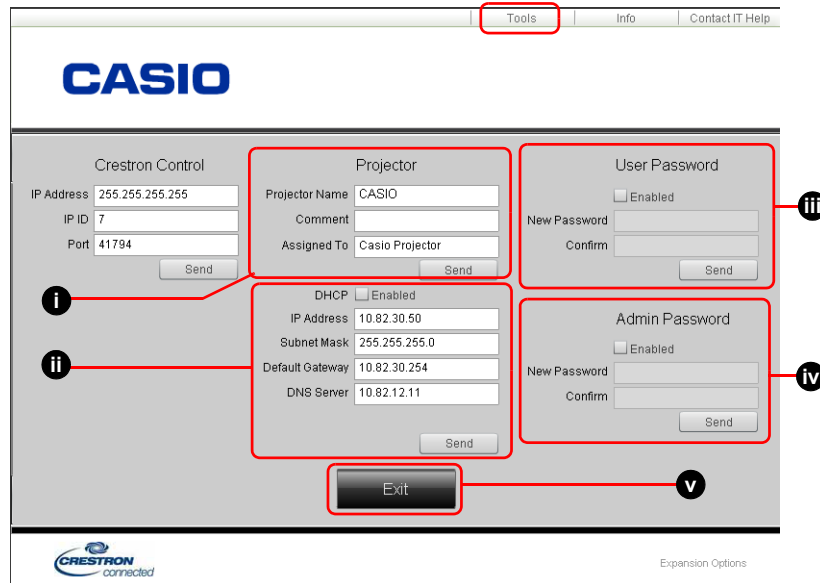 Tools Info Contact IT Help
CASIO
Crestron Control
IP Address 255.255.255.255
IP ID 7
Port 41794
Send
Projector
Projector Name CASIO
Comment
Assigned To Casio Projector
Send
i
DHCP Enabled
IP Address 10.82.30.50
Subnet Mask 255.255.255.0
Default Gateway 10.82.30.254
DNS Server 10.82.12.11
Send
ii
User Password
Enabled
New Password
Confirm
Send
iii
Admin Password
Enabled
New Password
Confirm
Send
iv
Exit
v
CRESTRON
connected
Expansion Options